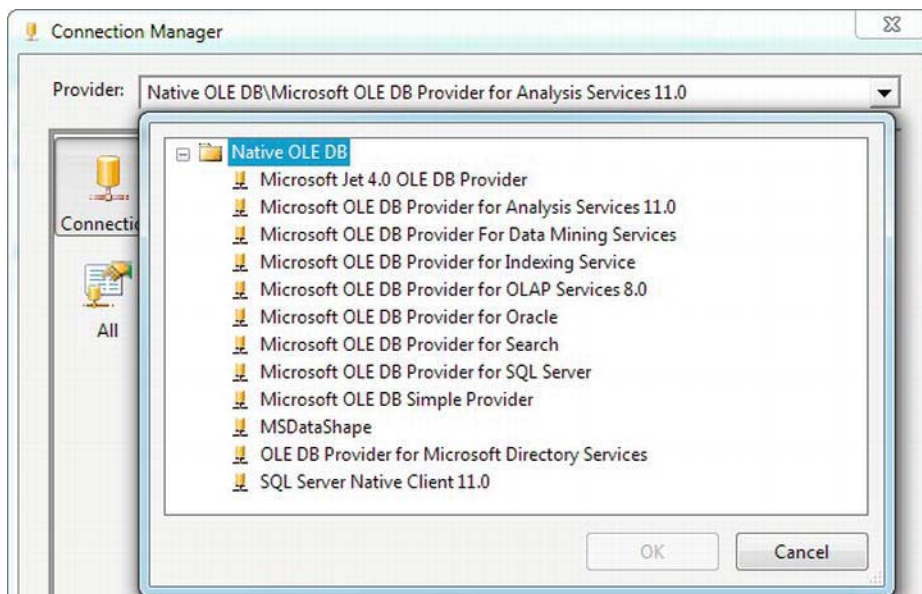 Connection Manager
Provider: Native OLE DB\Microsoft OLE DB Provider for Analysis Services 11.0
Native OLE DB
Microsoft Jet 4.0 OLE DB Provider
Microsoft OLE DB Provider for Analysis Services 11.0
Microsoft OLE DB Provider For Data Mining Services
Microsoft OLE DB Provider for Indexing Service
Microsoft OLE DB Provider for OLAP Services 8.0
Microsoft OLE DB Provider for Oracle
Microsoft OLE DB Provider for Search
Microsoft OLE DB Provider for SQL Server
Microsoft OLE DB Simple Provider
MSDataShape
OLE DB Provider for Microsoft Directory Services
SQL Server Native Client 11.0
Connectio
All
OK Cancel